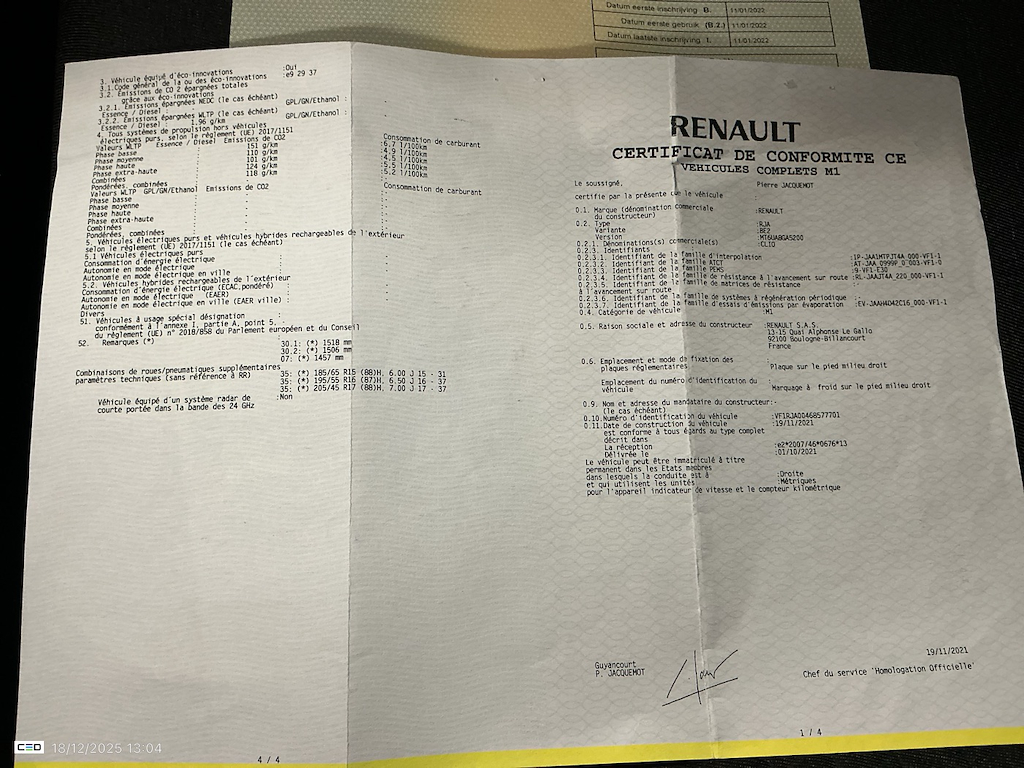 Datum eerste inschrijving B. 11/01/2022
Datum eerste gebruik (B.2.) 11/01/2022
Datum laatste inschrijving I. 11/01/2022
3. Véhicule équipé d'éco-innovations :Oui
3.1.Code général de la ou des éco-innovations :e9 29 37
3.2. Emissions de CO 2 épargnées totales
grâce aux éco-innovations
3.2.1. Emissions épargnées NEDC (le cas échéant)
Essence / Diesel : GPL/GN/Ethanol :
3.2.2. Emissions épargnées WLTP (le cas échéant)
Essence / Diesel : 1,96 g/km GPL/GN/Ethanol :
4. Tous systèmes de propulsion hors véhicules
électriques purs, selon le règlement (UE) 2017/1151
Valeurs WLTP Essence / Diesel Emissions de CO2 Consommation de carburant
Phase basse : 151 g/km :6.7 l/100km
Phase moyenne : 110 g/km :4.9 l/100km
Phase haute : 101 g/km :4.5 l/100km
Phase extra-haute : 124 g/km :5.5 l/100km
Combinées : 118 g/km :5.2 l/100km
Pondérées, combinées
Valeurs WLTP GPL/GN/Ethanol Emissions de CO2 Consommation de carburant
Phase basse :
Phase moyenne :
Phase haute :
Phase extra-haute :
Combinées :
Pondérées, combinées :
5. Véhicules électriques purs et véhicules hybrides rechargeables de l'extérieur
selon le règlement (UE) 2017/1151 (le cas échéant)
5.1 Véhicules électriques purs
Consommation d'énergie électrique :
Autonomie en mode électrique :
Autonomie en mode électrique en ville :
5.2. Véhicules hybrides rechargeables de l'extérieur
Consommation d'énergie électrique (ECAC,pondéré) :
Autonomie en mode électrique (EAER) :
Autonomie en mode électrique en ville (EAER ville) :
Divers
51. Véhicules à usage spécial désignation
conformément à l'annexe I, partie A, point 5,
du règlement (UE) n° 2018/858 du Parlement européen et du Conseil
52. Remarques (*) :
30.1: (*) 1518 mm
30.2: (*) 1506 mm
07: (*) 1457 mm
Combinaisons de roues/pneumatiques supplémentaires
paramètres techniques (sans référence à RR)
35: (*) 185/65 R15 (88)H, 6.00 J 15 - 31
35: (*) 195/55 R16 (87)H, 6.50 J 16 - 37
35: (*) 205/45 R17 (88)H, 7.00 J 17 - 37
Véhicule équipé d'un système radar de :Non
courte portée dans la bande des 24 GHz
4 / 4
RENAULT
CERTIFICAT DE CONFORMITE CE
VEHICULES COMPLETS M1
Le soussigné, Pierre JACQUEMOT
certifie par la présente que le véhicule :
0.1. Marque (dénomination commerciale :RENAULT
du constructeur)
0.2. Type :RJA
Variante :BE2
Version :MT6UABGA5200
0.2.1. Dénominations(s) commerciale(s) :CLIO
0.2.3. Identifiants
0.2.3.1. Identifiant de la famille d'interpolation :IP-JAA1MTPJT4A_000-VF1-1
0.2.3.2. Identifiant de la famille ATCT :AT-JAA_0999P_0_003-VF1-0
0.2.3.3. Identifiant de la famille PEMS :9-VF1-E30
0.2.3.4. Identifiant de la famille de résistance à l'avancement sur route :RL-JAAJT4A_220_000-VF1-1
0.2.3.5. Identifiant de la famille de matrices de résistance :
à l'avancement sur route
0.2.3.6. Identifiant de la famille de systèmes à régénération périodique :
0.2.3.7. Identifiant de la famille d'essais d'émissions par évaporation :EV-JAAH4D42C16_000-VF1-1
0.4. Catégorie de véhicule :M1
0.5. Raison sociale et adresse du constructeur :RENAULT S.A.S.
13-15 Quai Alphonse Le Gallo
92100 Boulogne-Billancourt
France
0.6. Emplacement et mode de fixation des :
plaques réglementaires Plaque sur le pied milieu droit
Emplacement du numéro d'identification du :
véhicule Marquage à froid sur le pied milieu droit
0.9. Nom et adresse du mandataire du constructeur:-
(le cas échéant)
0.10.Numéro d'identification du véhicule :VF1RJA00468577701
0.11.Date de construction du véhicule :19/11/2021
est conforme à tous égards au type complet
décrit dans
La réception :e2*2007/46*0676*13
Délivrée le :01/10/2021
Le véhicule peut être immatriculé à titre
permanent dans les Etats membres
dans lesquels la conduite est à :Droite
et qui utilisent les unités :Métriques
pour l'appareil indicateur de vitesse et le compteur kilométrique
Guyancourt
P. JACQUEMOT
19/11/2021
Chef du service 'Homologation Officielle'
1 / 4
CEO 18/12/2025 13:04